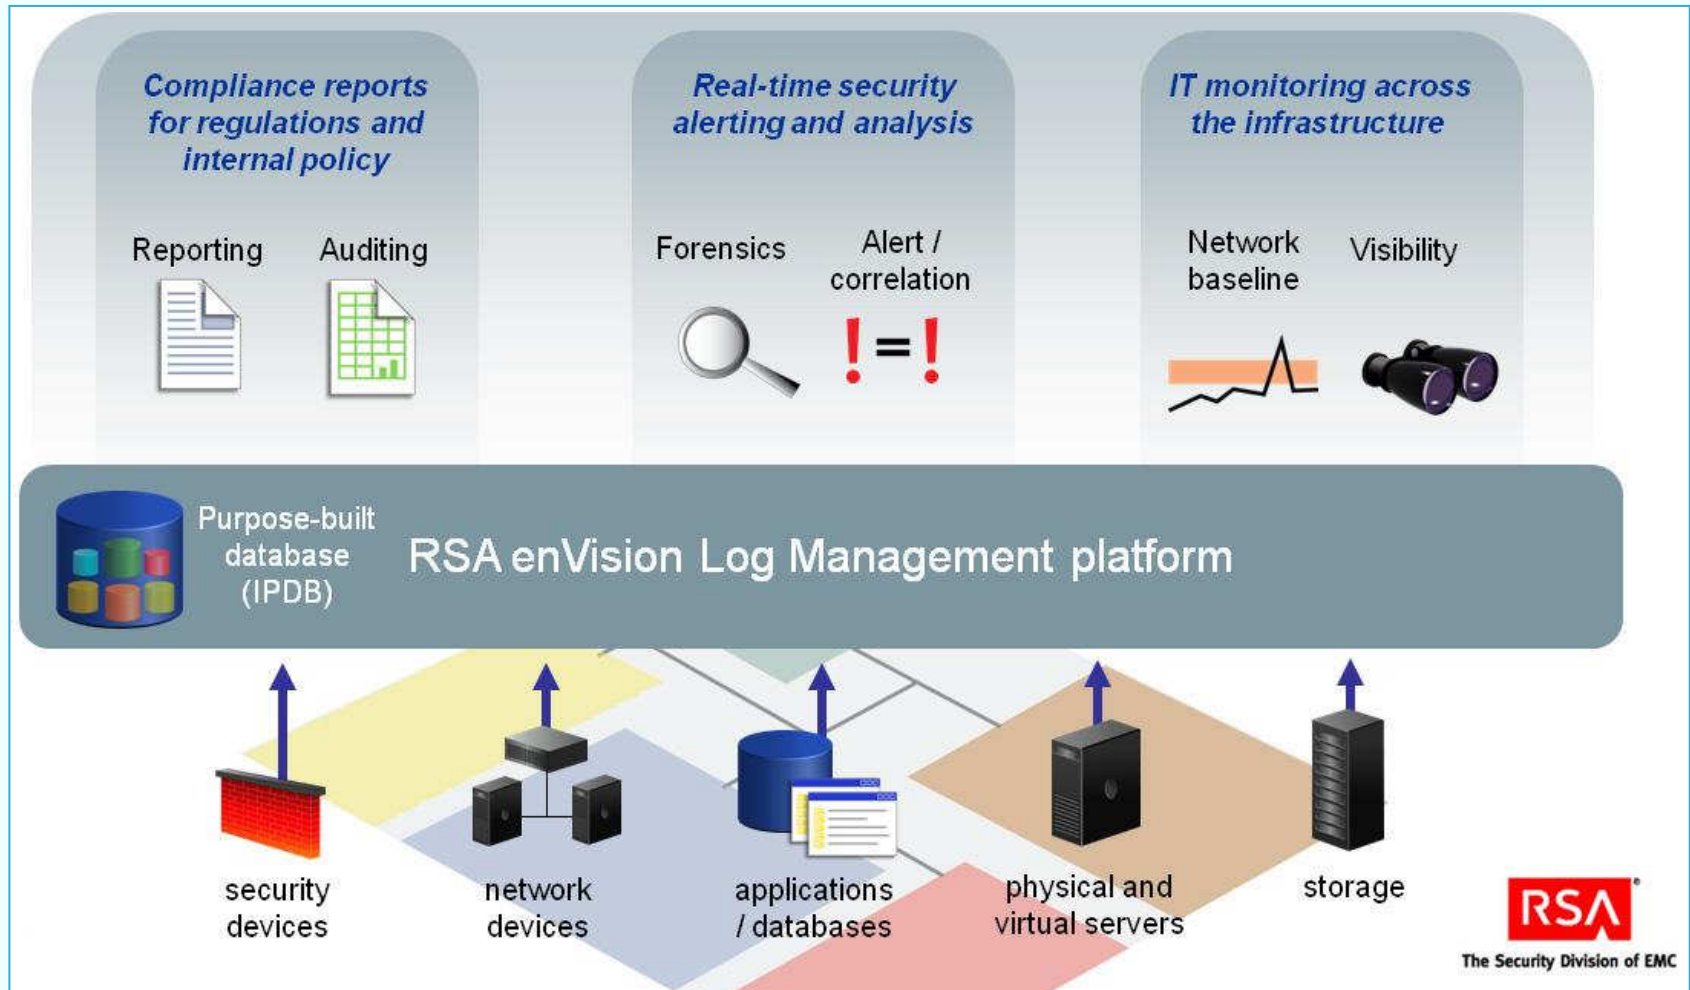 Compliance reports
for regulations and
internal policy
Reporting
Auditing
Real-time security
alerting and analysis
Forensics
Alert /
correlation
! = !
IT monitoring across
the infrastructure
Network
baseline
Visibility
Purpose-built
database
(IPDB)
RSA enVision Log Management platform
security
devices
network
devices
applications
/ databases
physical and
virtual servers
storage
RSA®
The Security Division of EMC